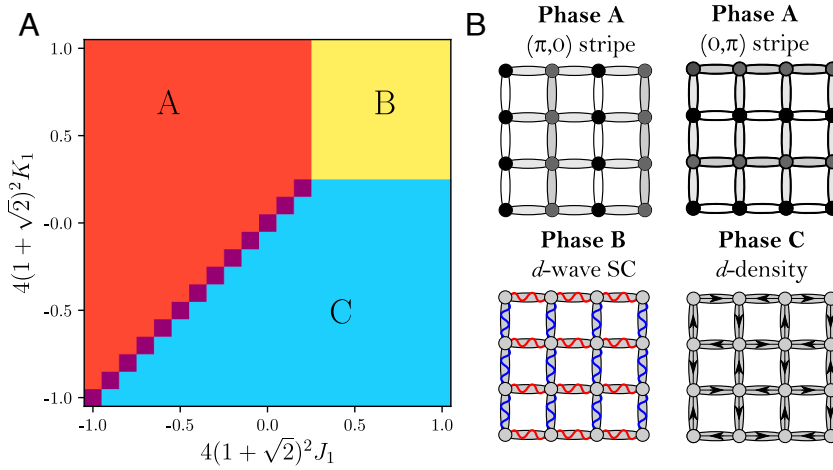 A
1.0
0.5
-0.0
-0.5
-1.0
4(1 + √2)²K₁
A
B
C
-1.0
-0.5
0.0
0.5
1.0
4(1 + √2)²J₁
B
Phase A
(π,0) stripe
Phase A
(0,π) stripe
Phase B
d-wave SC
Phase C
d-density